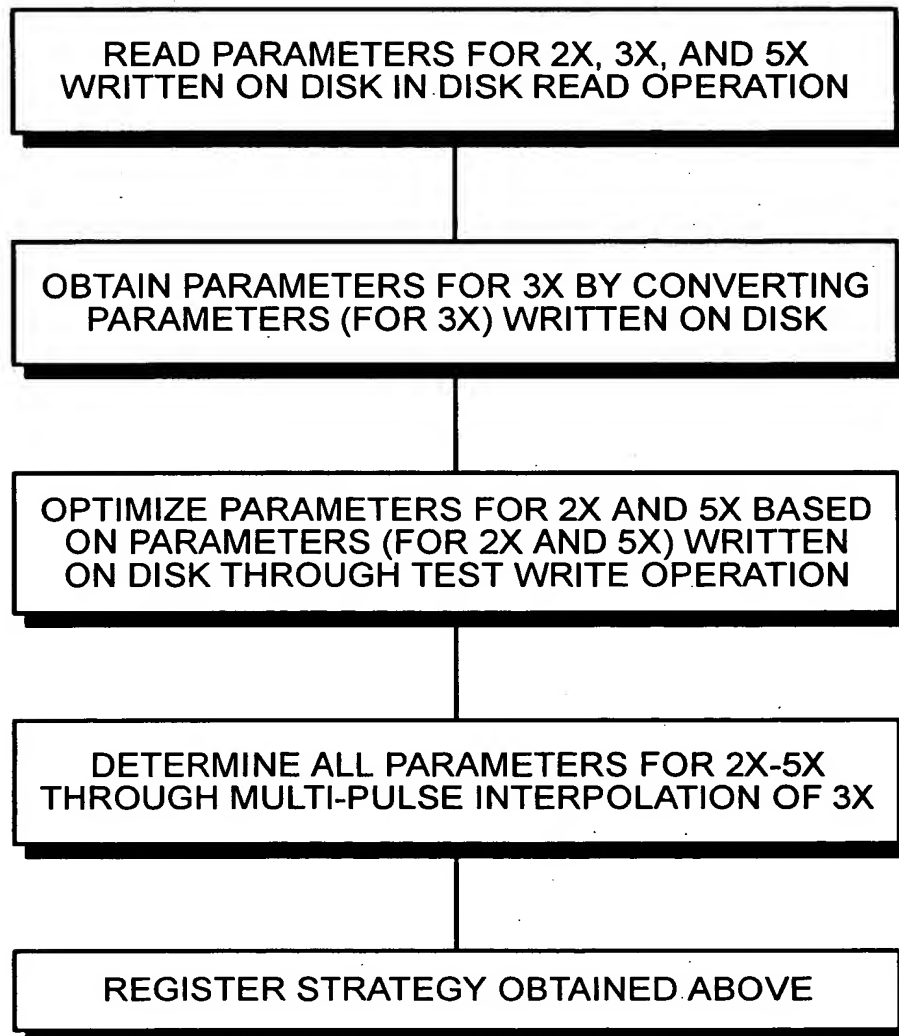 READ PARAMETERS FOR 2X, 3X, AND 5X
WRITTEN ON DISK IN DISK READ OPERATION
OBTAIN PARAMETERS FOR 3X BY CONVERTING
PARAMETERS (FOR 3X) WRITTEN ON DISK
OPTIMIZE PARAMETERS FOR 2X AND 5X BASED
ON PARAMETERS (FOR 2X AND 5X) WRITTEN
ON DISK THROUGH TEST WRITE OPERATION
DETERMINE ALL PARAMETERS FOR 2X-5X
THROUGH MULTI-PULSE INTERPOLATION OF 3X
REGISTER STRATEGY OBTAINED ABOVE